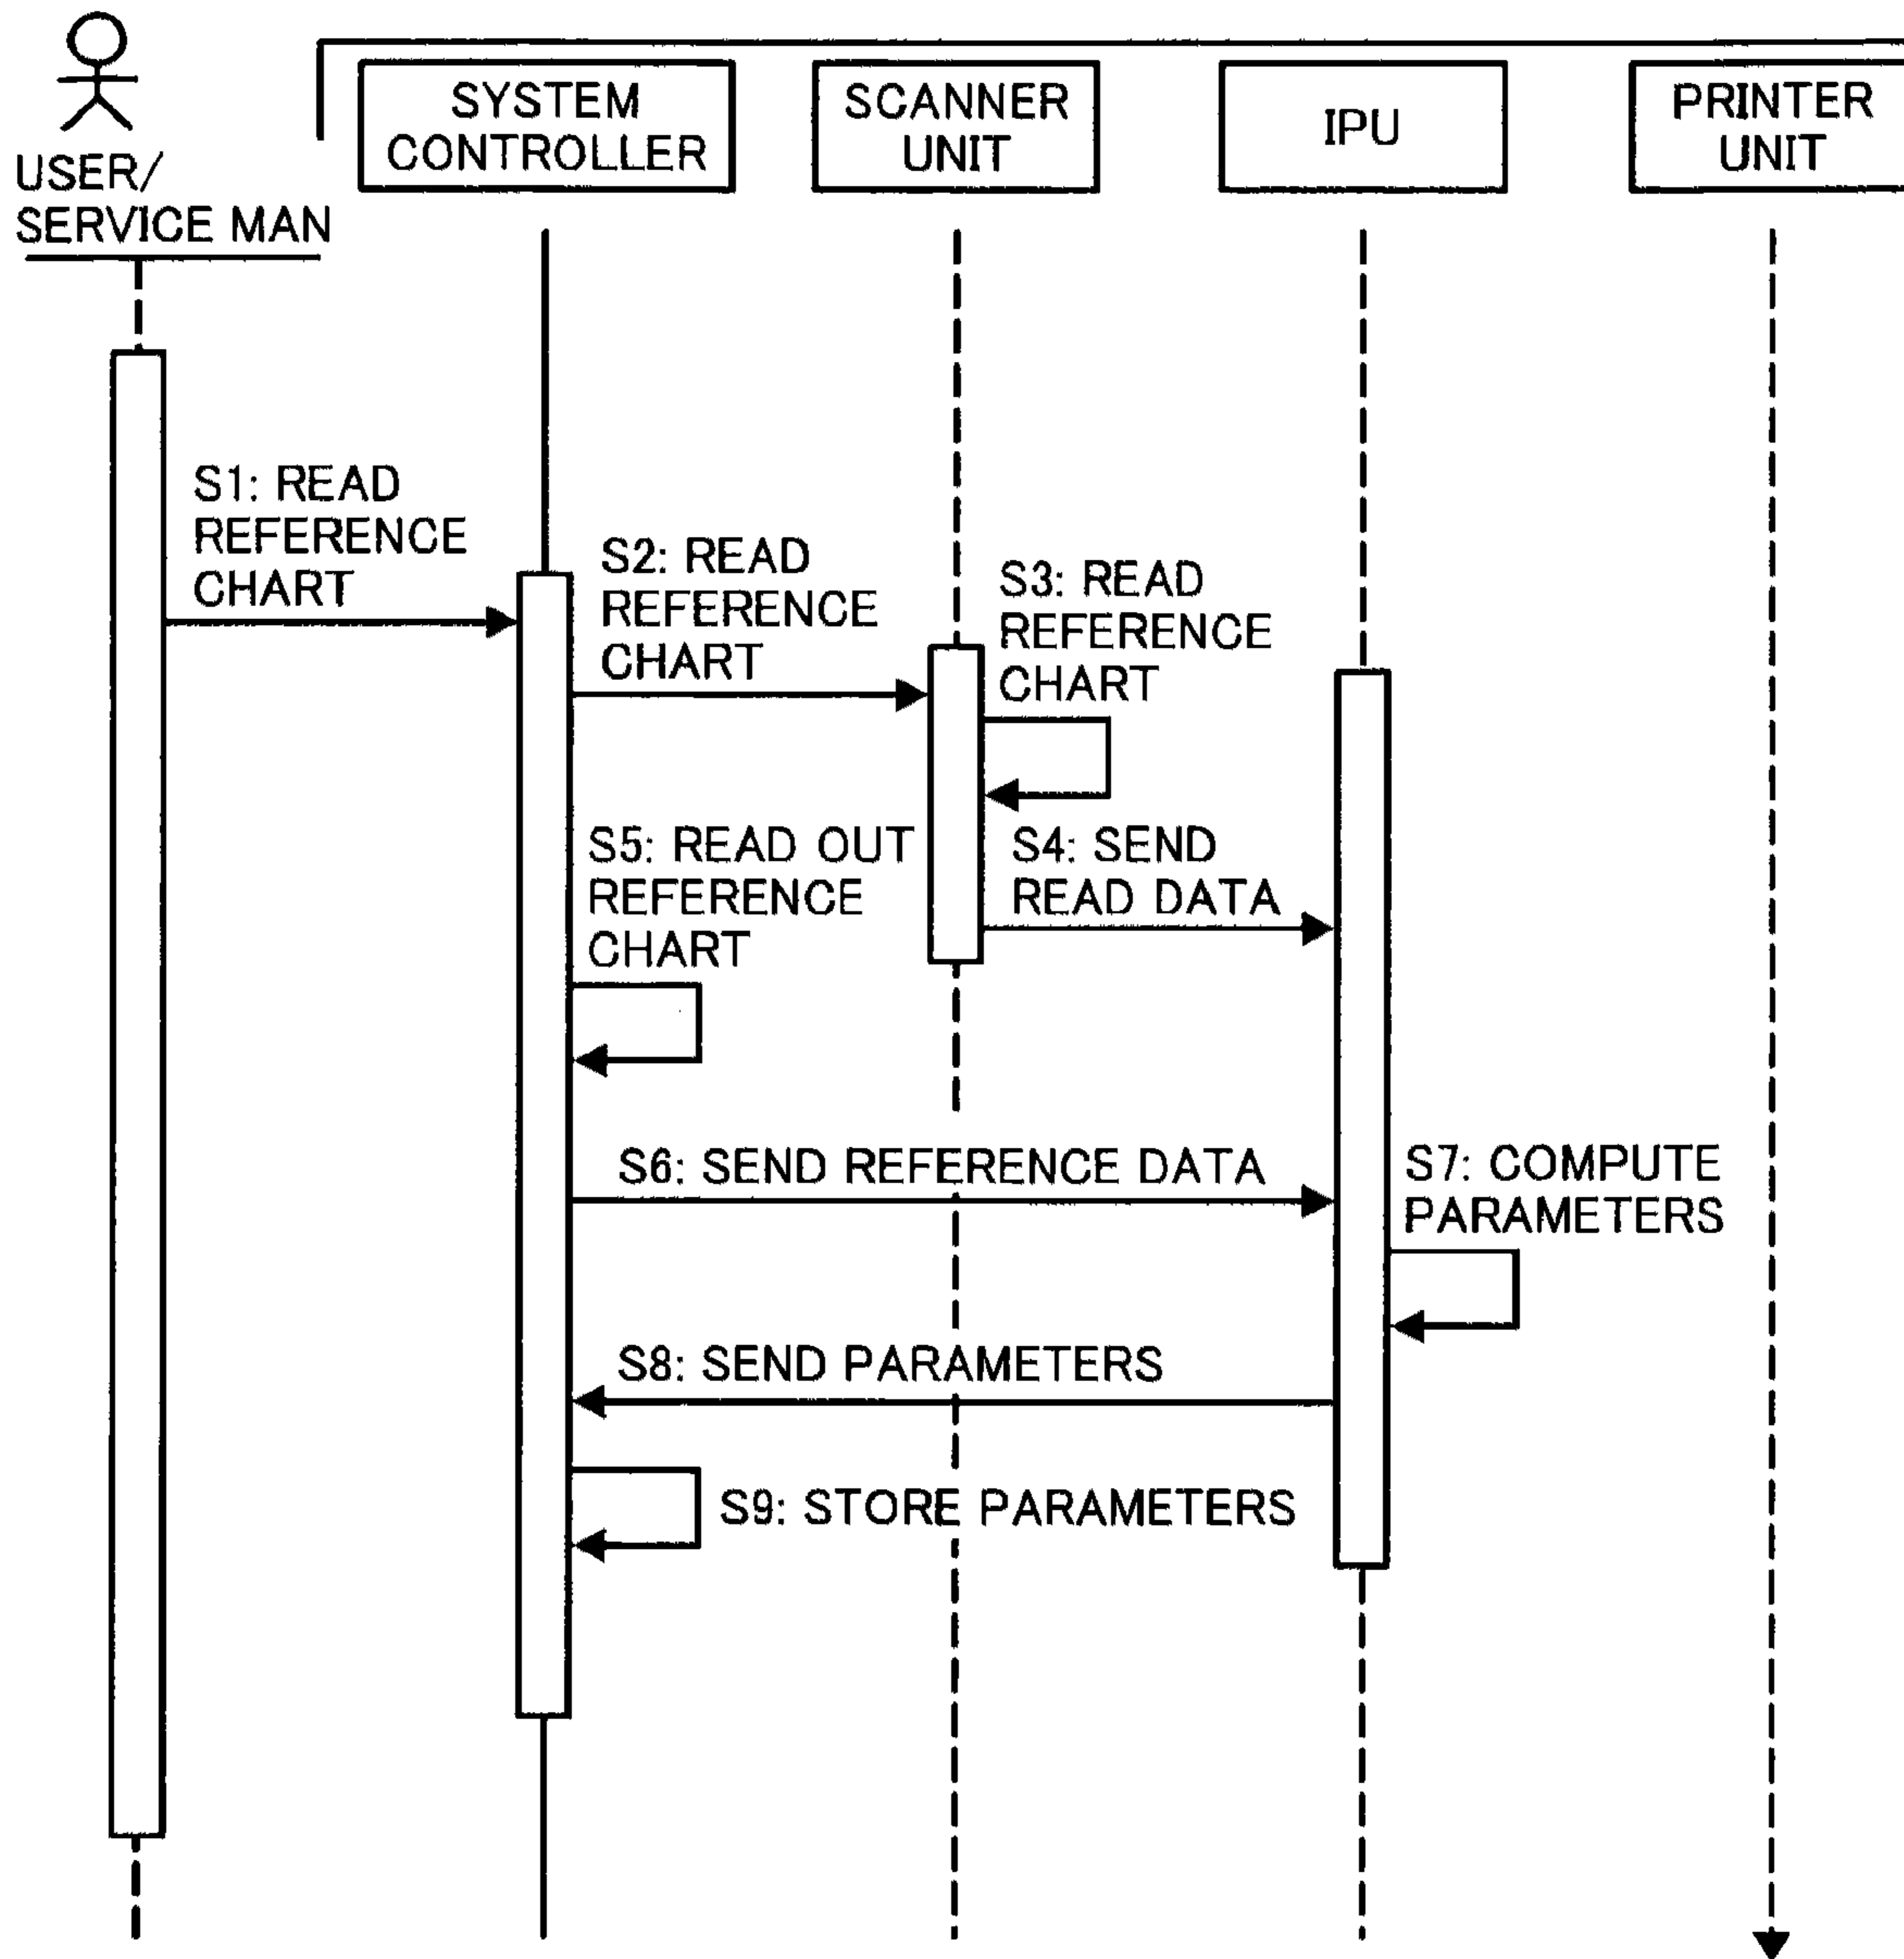 SYSTEM
CONTROLLER
SCANNER
UNIT
IPU
PRINTER
UNIT
USER/
SERVICE MAN
S1: READ
REFERENCE
CHART
S2: READ
REFERENCE
CHART
S3: READ
REFERENCE
CHART
S5: READ OUT
REFERENCE
CHART
S4: SEND
READ DATA
S6: SEND REFERENCE DATA
S7: COMPUTE
PARAMETERS
S8: SEND PARAMETERS
S9: STORE PARAMETERS